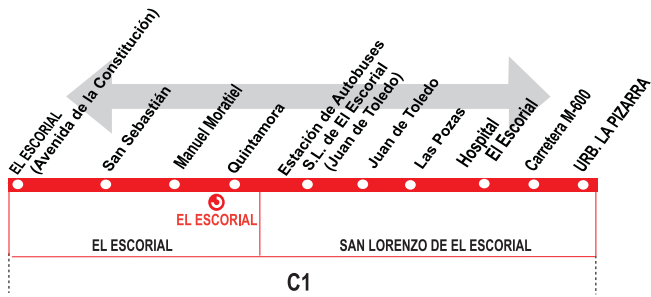 EL ESCORIAL
(Avenida de la Constitución)
San Sebastián
Manuel Moratiel
Quintamora
Estación de Autobuses
S.L. de El Escorial
(Juan de Toledo)
Juan de Toledo
Las Pozas
Hospital
El Escorial
Carretera M-600
URB. LA PIZARRA
EL ESCORIAL
EL ESCORIAL
SAN LORENZO DE EL ESCORIAL
C1